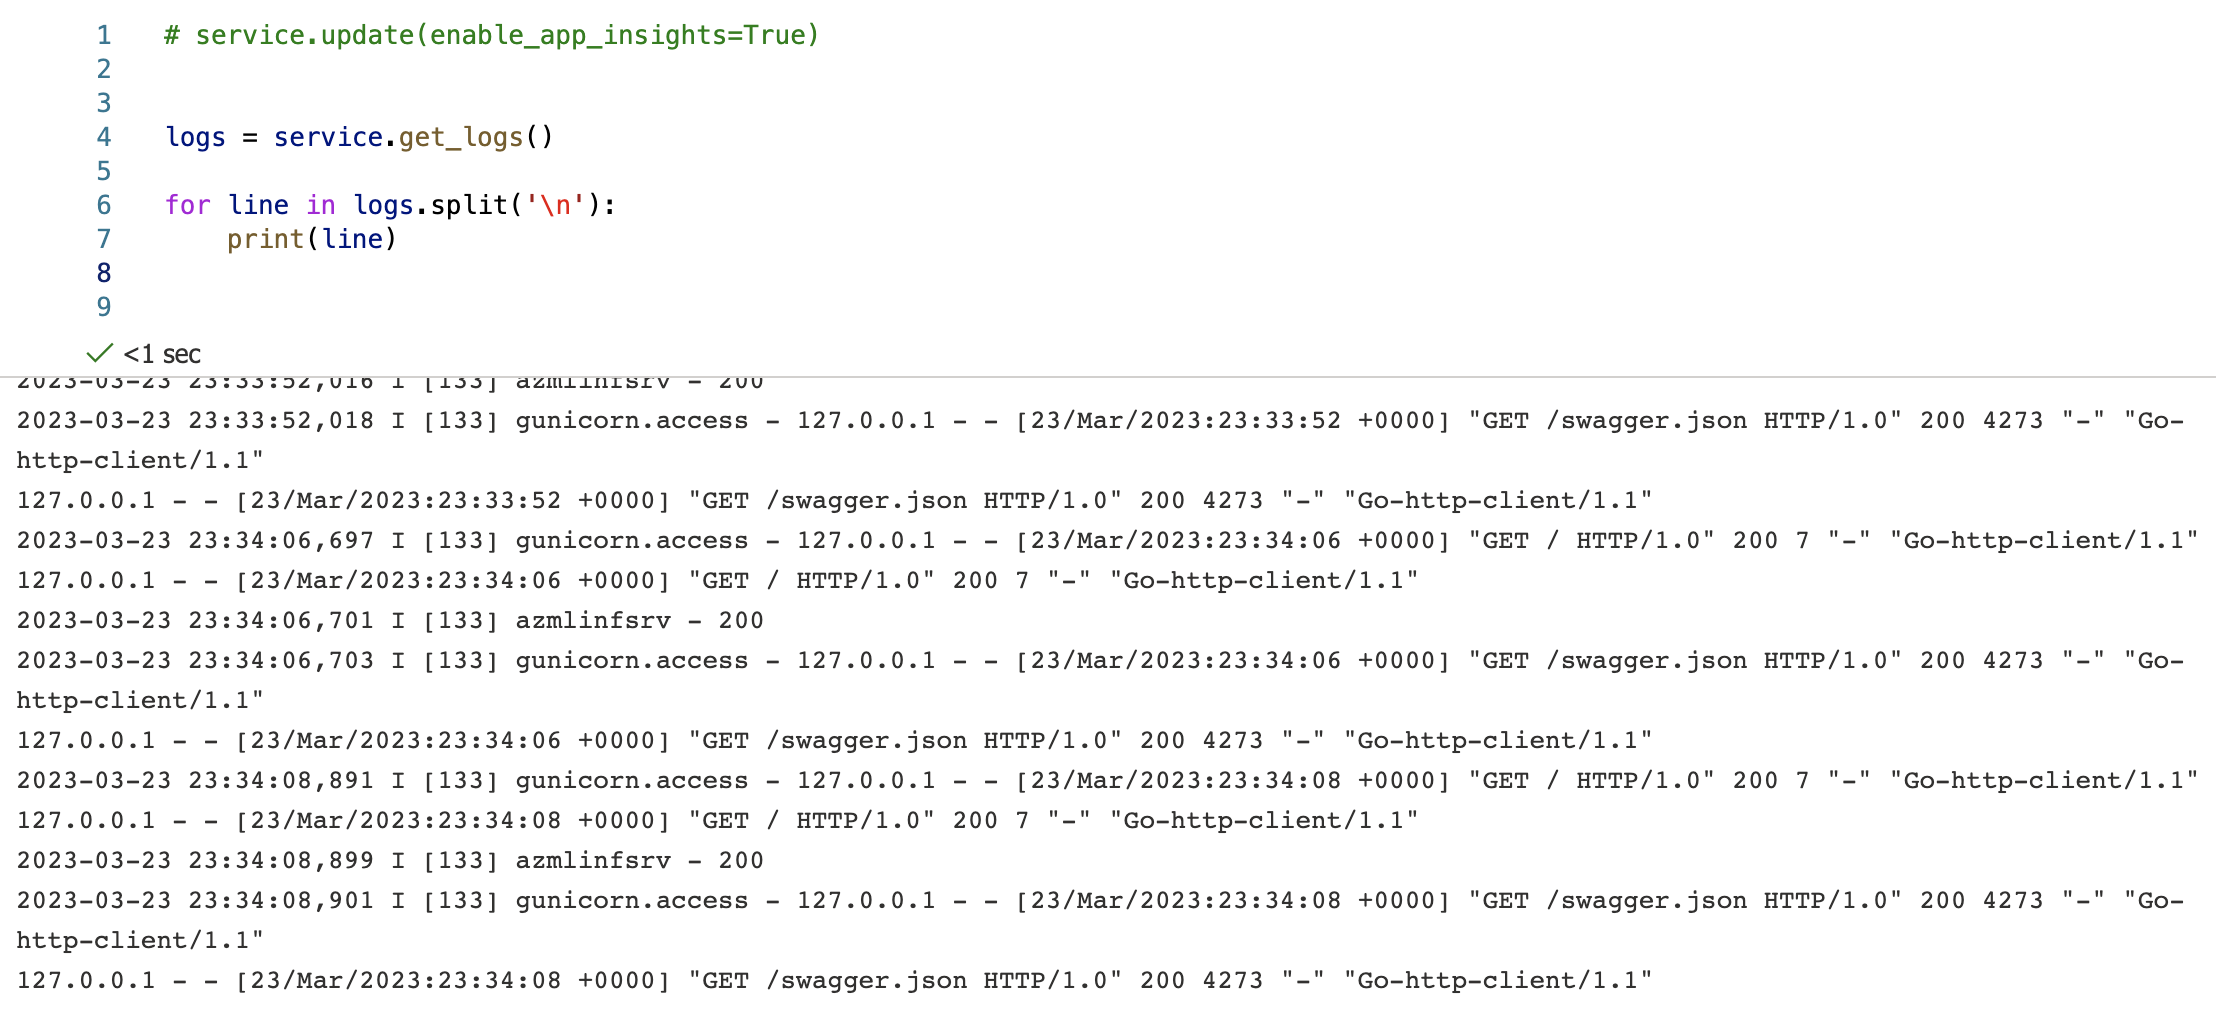 1 # service.update(enable_app_insights=True)
2
3
4 logs = service.get_logs()
5
6 for line in logs.split('\n'):
7     print(line)
8
9
<1 sec
2023-03-23 23:33:52,016 I [133] azmlinfsrv - 200
2023-03-23 23:33:52,018 I [133] gunicorn.access - 127.0.0.1 - - [23/Mar/2023:23:33:52 +0000] "GET /swagger.json HTTP/1.0" 200 4273 "-" "Go-
http-client/1.1"
127.0.0.1 - - [23/Mar/2023:23:33:52 +0000] "GET /swagger.json HTTP/1.0" 200 4273 "-" "Go-http-client/1.1"
2023-03-23 23:34:06,697 I [133] gunicorn.access - 127.0.0.1 - - [23/Mar/2023:23:34:06 +0000] "GET / HTTP/1.0" 200 7 "-" "Go-http-client/1.1"
127.0.0.1 - - [23/Mar/2023:23:34:06 +0000] "GET / HTTP/1.0" 200 7 "-" "Go-http-client/1.1"
2023-03-23 23:34:06,701 I [133] azmlinfsrv - 200
2023-03-23 23:34:06,703 I [133] gunicorn.access - 127.0.0.1 - - [23/Mar/2023:23:34:06 +0000] "GET /swagger.json HTTP/1.0" 200 4273 "-" "Go-
http-client/1.1"
127.0.0.1 - - [23/Mar/2023:23:34:06 +0000] "GET /swagger.json HTTP/1.0" 200 4273 "-" "Go-http-client/1.1"
2023-03-23 23:34:08,891 I [133] gunicorn.access - 127.0.0.1 - - [23/Mar/2023:23:34:08 +0000] "GET / HTTP/1.0" 200 7 "-" "Go-http-client/1.1"
127.0.0.1 - - [23/Mar/2023:23:34:08 +0000] "GET / HTTP/1.0" 200 7 "-" "Go-http-client/1.1"
2023-03-23 23:34:08,899 I [133] azmlinfsrv - 200
2023-03-23 23:34:08,901 I [133] gunicorn.access - 127.0.0.1 - - [23/Mar/2023:23:34:08 +0000] "GET /swagger.json HTTP/1.0" 200 4273 "-" "Go-
http-client/1.1"
127.0.0.1 - - [23/Mar/2023:23:34:08 +0000] "GET /swagger.json HTTP/1.0" 200 4273 "-" "Go-http-client/1.1"